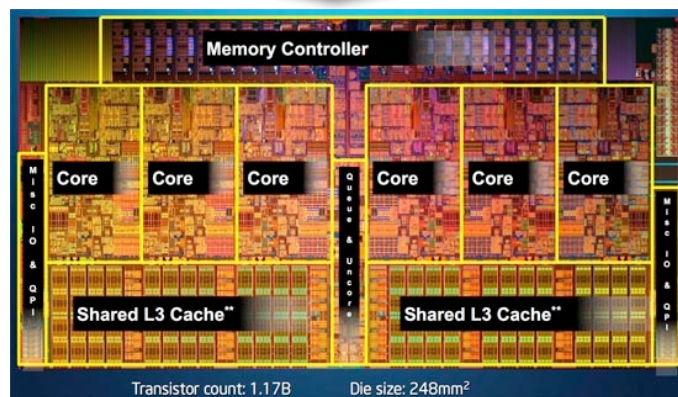 Memory Controller
Core
Core
Core
Core
Core
Core
Misc IO & QPI
Queue & Uncore
Misc IO & QPI
Shared L3 Cache**
Shared L3 Cache**
Transistor count: 1.17B
Die size: 248mm²